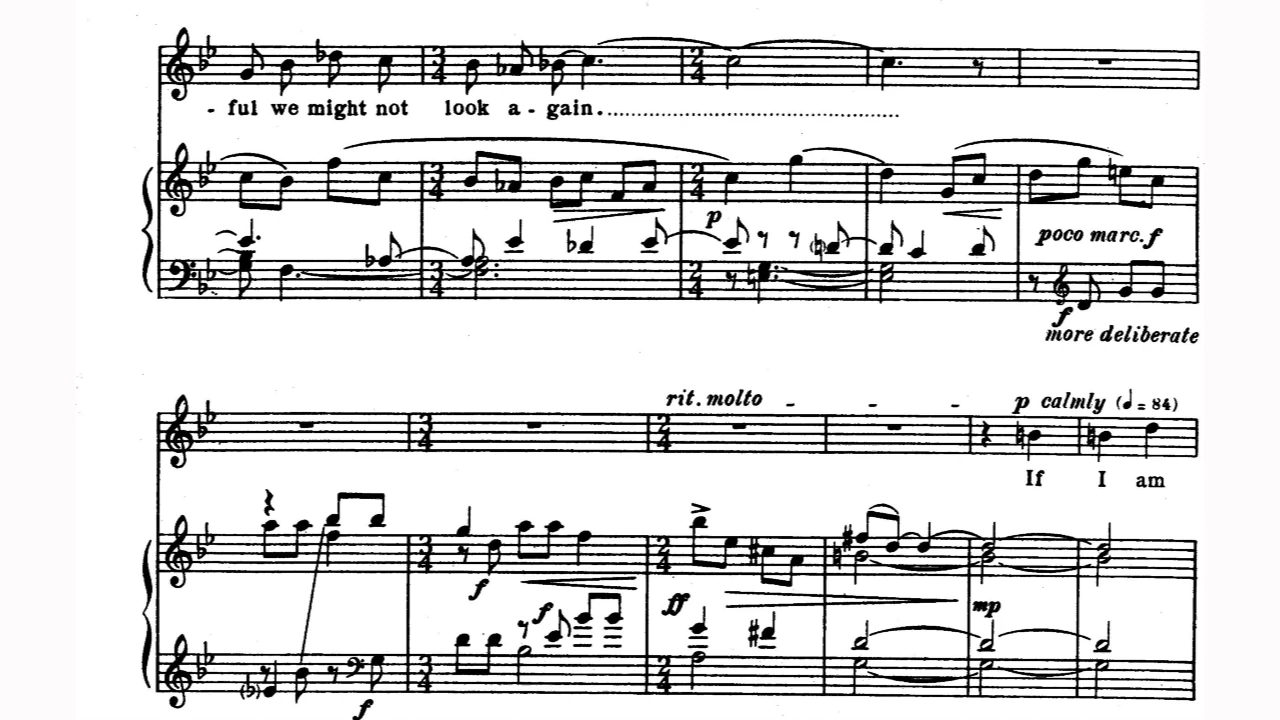 - ful we might not look a - gain.
p
poco marc. f
f
more deliberate
rit. molto - - - p calmly (♩= 84)
If I am
f
ff
f
mp
f